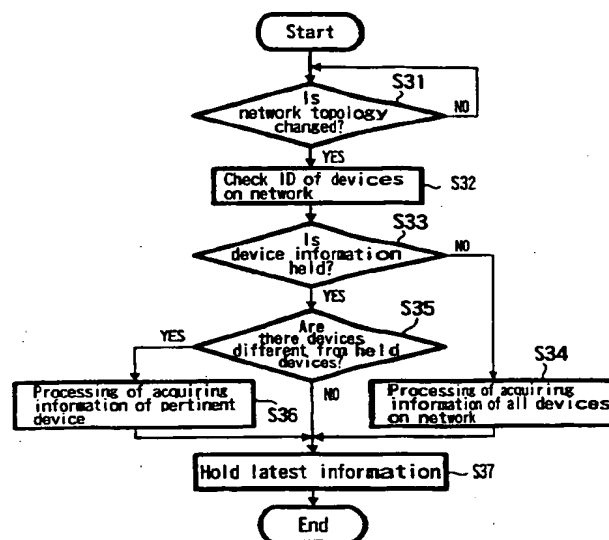 Start
S31
Is
network topology
changed?
NO
YES
Check ID of devices
on network
S32
S33
Is
device information
held?
NO
YES
S35
Are
there devices
different from held
devices?
YES
NO
S34
Processing of acquiring
information of pertinent
device
S36
Processing of acquiring
information of all devices
on network
Hold latest information
S37
End